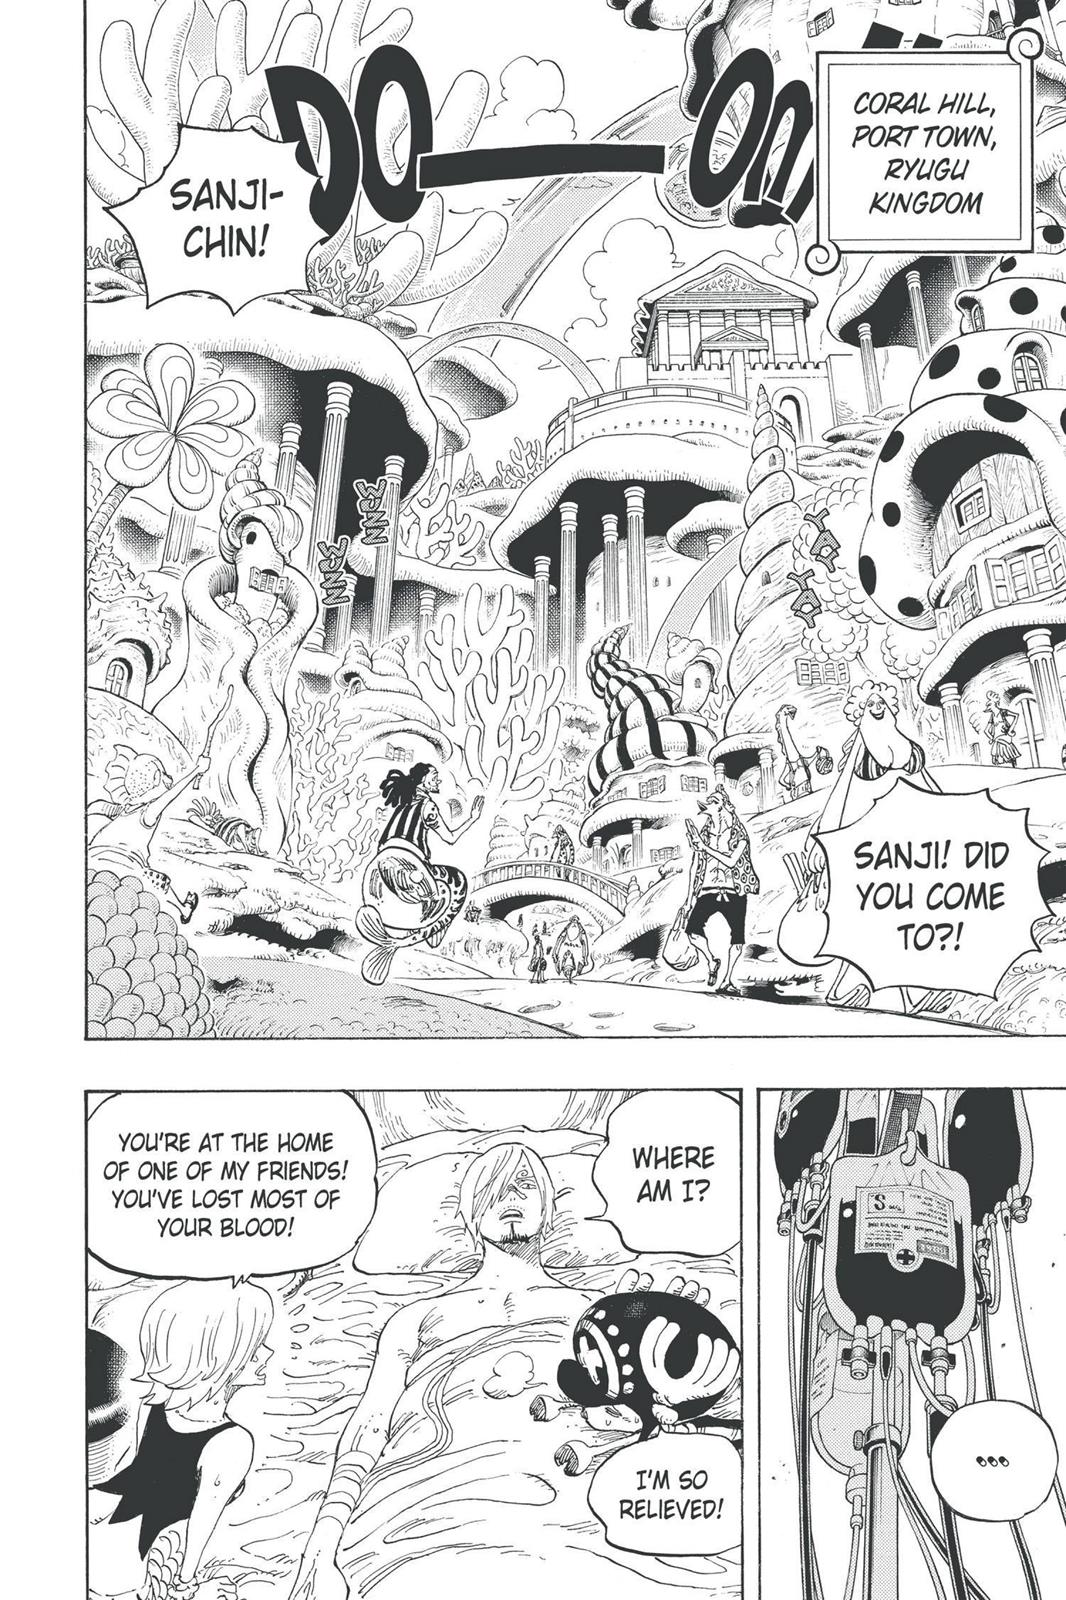 CORAL HILL,
PORT TOWN,
RYUGU
KINGDOM
DO—OM!!
SANJI-
CHIN!
SANJI! DID
YOU COME
TO?!
...
S
WHERE
AM I?
YOU'RE AT THE HOME
OF ONE OF MY FRIENDS!
YOU'VE LOST MOST OF
YOUR BLOOD!
I'M SO
RELIEVED!